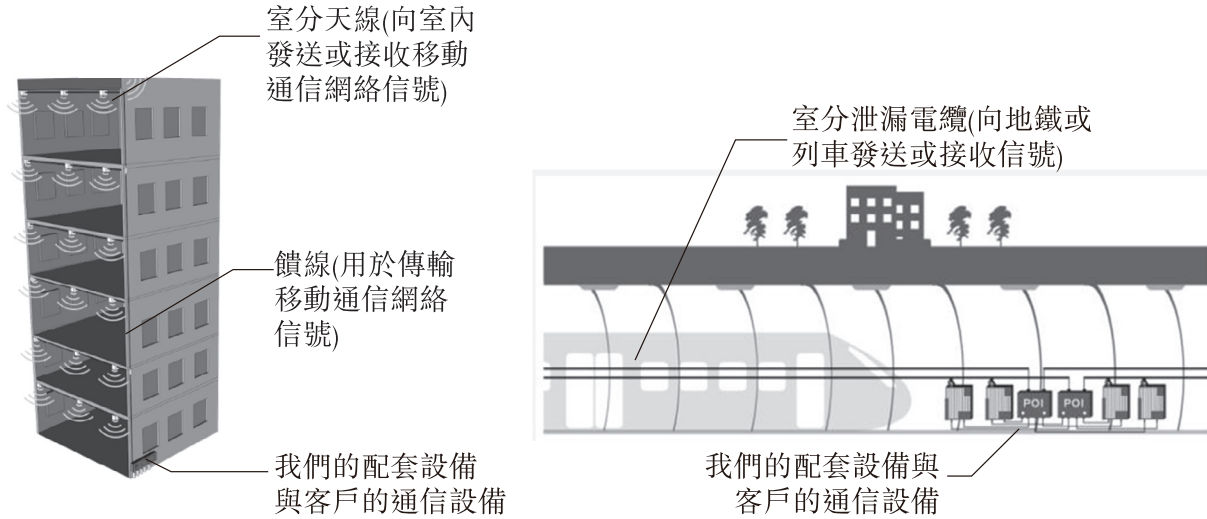 室分天線(向室內
發送或接收移動
通信網絡信號)
饋線(用於傳輸
移動通信網絡
信號)
我們的配套設備
與客戶的通信設備
室分泄漏電纜(向地鐵或
列車發送或接收信號)
POI
POI
我們的配套設備與
客戶的通信設備